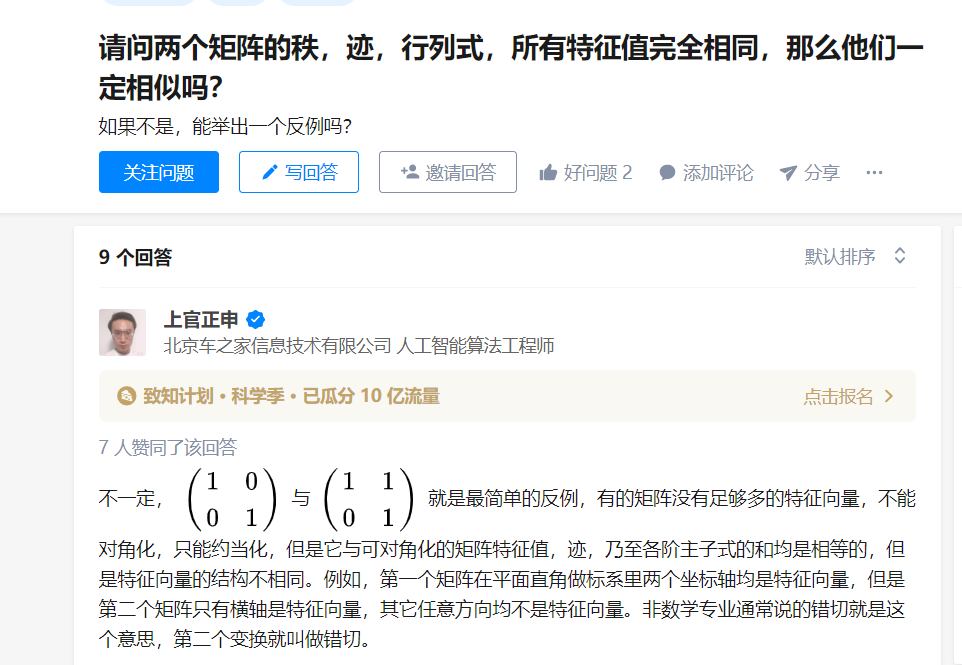 请问两个矩阵的秩，迹，行列式，所有特征值完全相同，那么他们一
定相似吗？
如果不是，能举出一个反例吗？
关注问题 写回答 邀请回答 好问题 2 添加评论 分享 ···
9 个回答 默认排序
上官正申
北京车之家信息技术有限公司 人工智能算法工程师
致知计划 · 科学季 · 已瓜分 10 亿流量 点击报名
7 人赞同了该回答
不一定， (1 0 0 1) 与 (1 1 0 1) 就是最简单的反例，有的矩阵没有足够多的特征向量，不能
对角化，只能约当化，但是它与可对角化的矩阵特征值，迹，乃至各阶主子式的和均是相等的，但
是特征向量的结构不相同。例如，第一个矩阵在平面直角做标系里两个坐标轴均是特征向量，但是
第二个矩阵只有横轴是特征向量，其它任意方向均不是特征向量。非数学专业通常说的错切就是这
个意思，第二个变换就叫做错切。